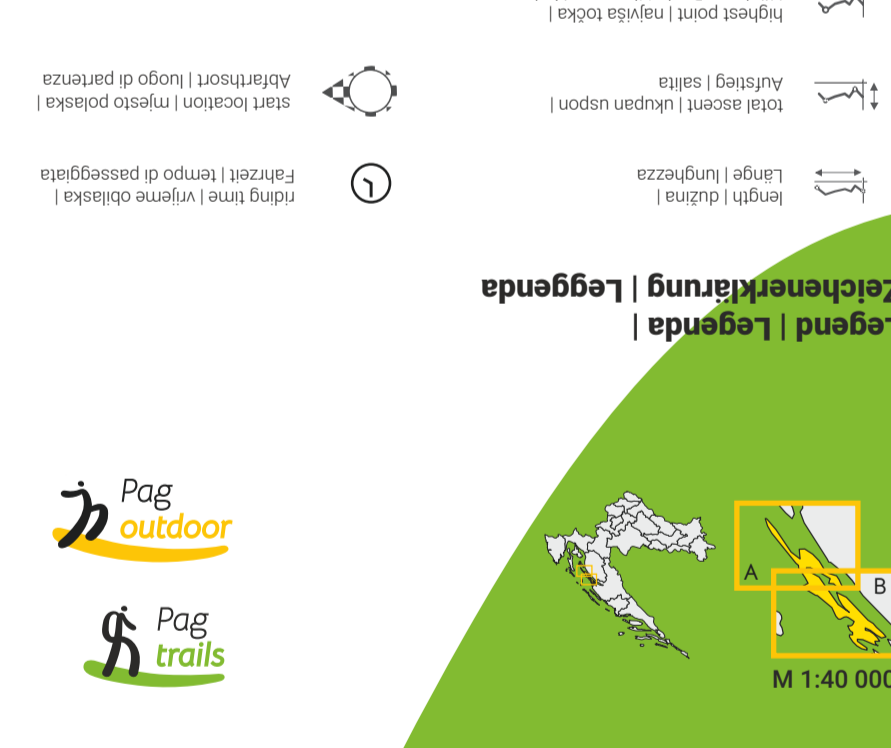 Legend | Legenda |
Zeichenerklärung | Leggenda
length | dužina |
Länge | lunghezza
total ascent | ukupan uspon |
Aufstieg | salita
highest point | najviša točka |
riding time | vrijeme obilaska |
Fahrzeit | tempo di passeggiata
start location | mjesto polaska |
Abfarthsort | luogo di partenza
Pag
outdoor
Pag
trails
A
B
M 1:40 000